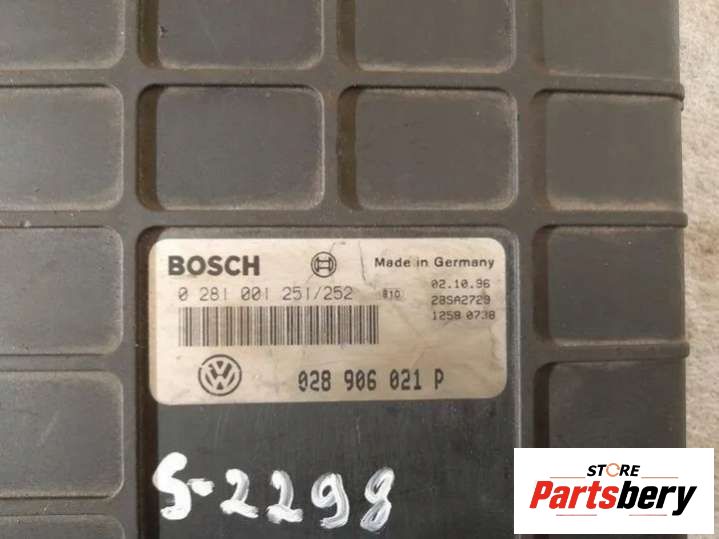 BOSCH
Made in Germany
0 281 001 251/252
810
02.10.96
28SA2729
1259 0738
028 906 021 P
S-2298
STORE
Partsbery